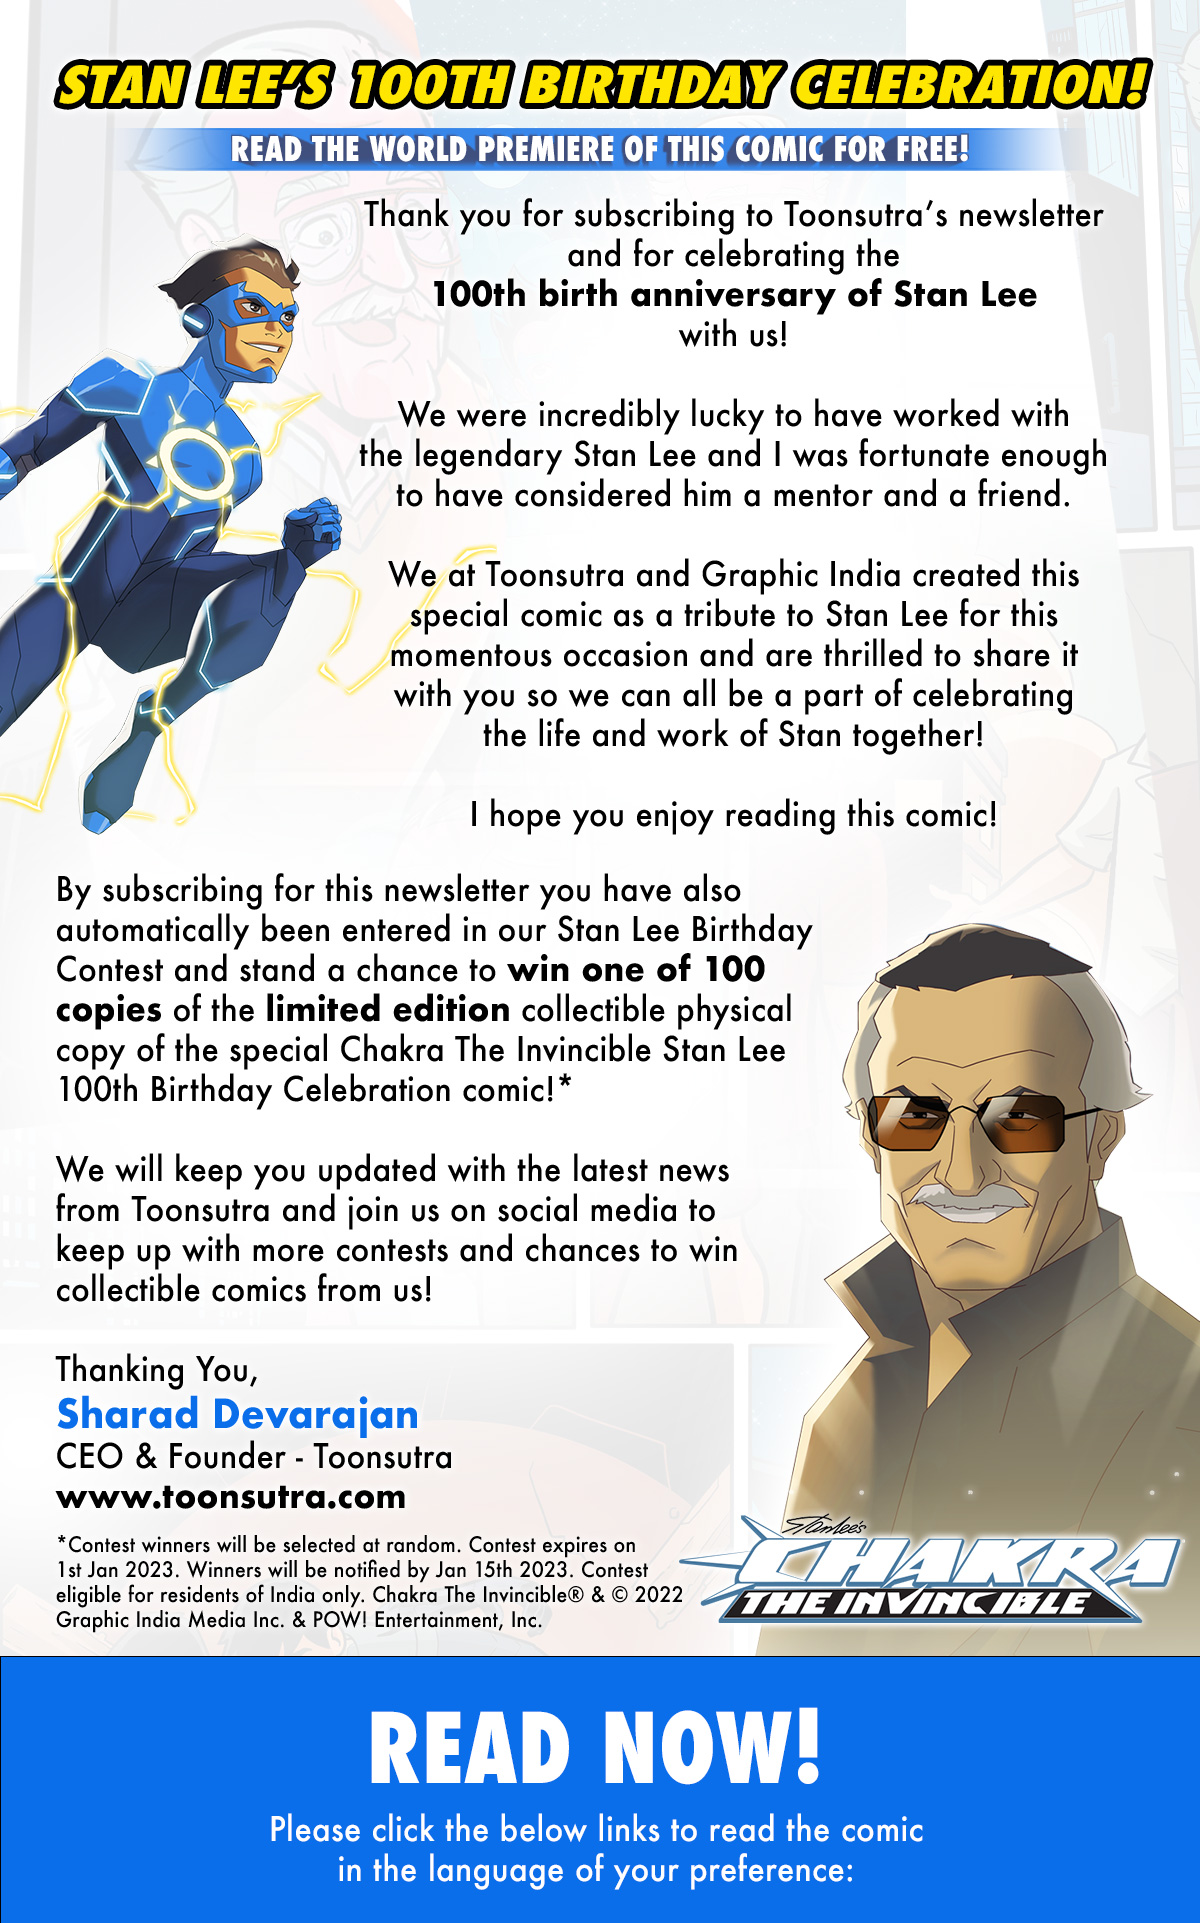 STAN LEE'S 100TH BIRTHDAY CELEBRATION!
READ THE WORLD PREMIERE OF THIS COMIC FOR FREE!
Thank you for subscribing to Toonsutra's newsletter
and for celebrating the
100th birth anniversary of Stan Lee
with us!
We were incredibly lucky to have worked with
the legendary Stan Lee and I was fortunate enough
to have considered him a mentor and a friend.
We at Toonsutra and Graphic India created this
special comic as a tribute to Stan Lee for this
momentous occasion and are thrilled to share it
with you so we can all be a part of celebrating
the life and work of Stan together!
I hope you enjoy reading this comic!
By subscribing for this newsletter you have also
automatically been entered in our Stan Lee Birthday
Contest and stand a chance to win one of 100
copies of the limited edition collectible physical
copy of the special Chakra The Invincible Stan Lee
100th Birthday Celebration comic!*
We will keep you updated with the latest news
from Toonsutra and join us on social media to
keep up with more contests and chances to win
collectible comics from us!
Thanking You,
Sharad Devarajan
CEO & Founder - Toonsutra
www.toonsutra.com
*Contest winners will be selected at random. Contest expires on
1st Jan 2023. Winners will be notified by Jan 15th 2023. Contest
eligible for residents of India only. Chakra The Invincible® & © 2022
Graphic India Media Inc. & POW! Entertainment, Inc.
Stan Lee's
CHAKRA
THE INVINCIBLE
READ NOW!
Please click the below links to read the comic
in the language of your preference: